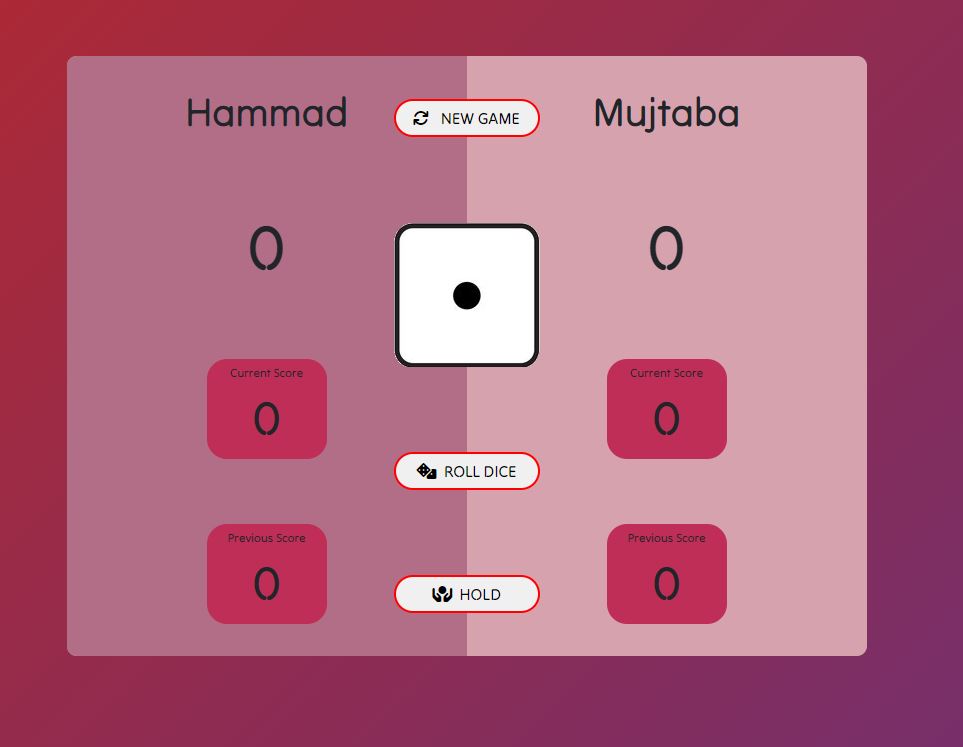 Hammad
NEW GAME
Mujtaba
0
0
Current Score
0
Current Score
0
ROLL DICE
Previous Score
0
HOLD
Previous Score
0